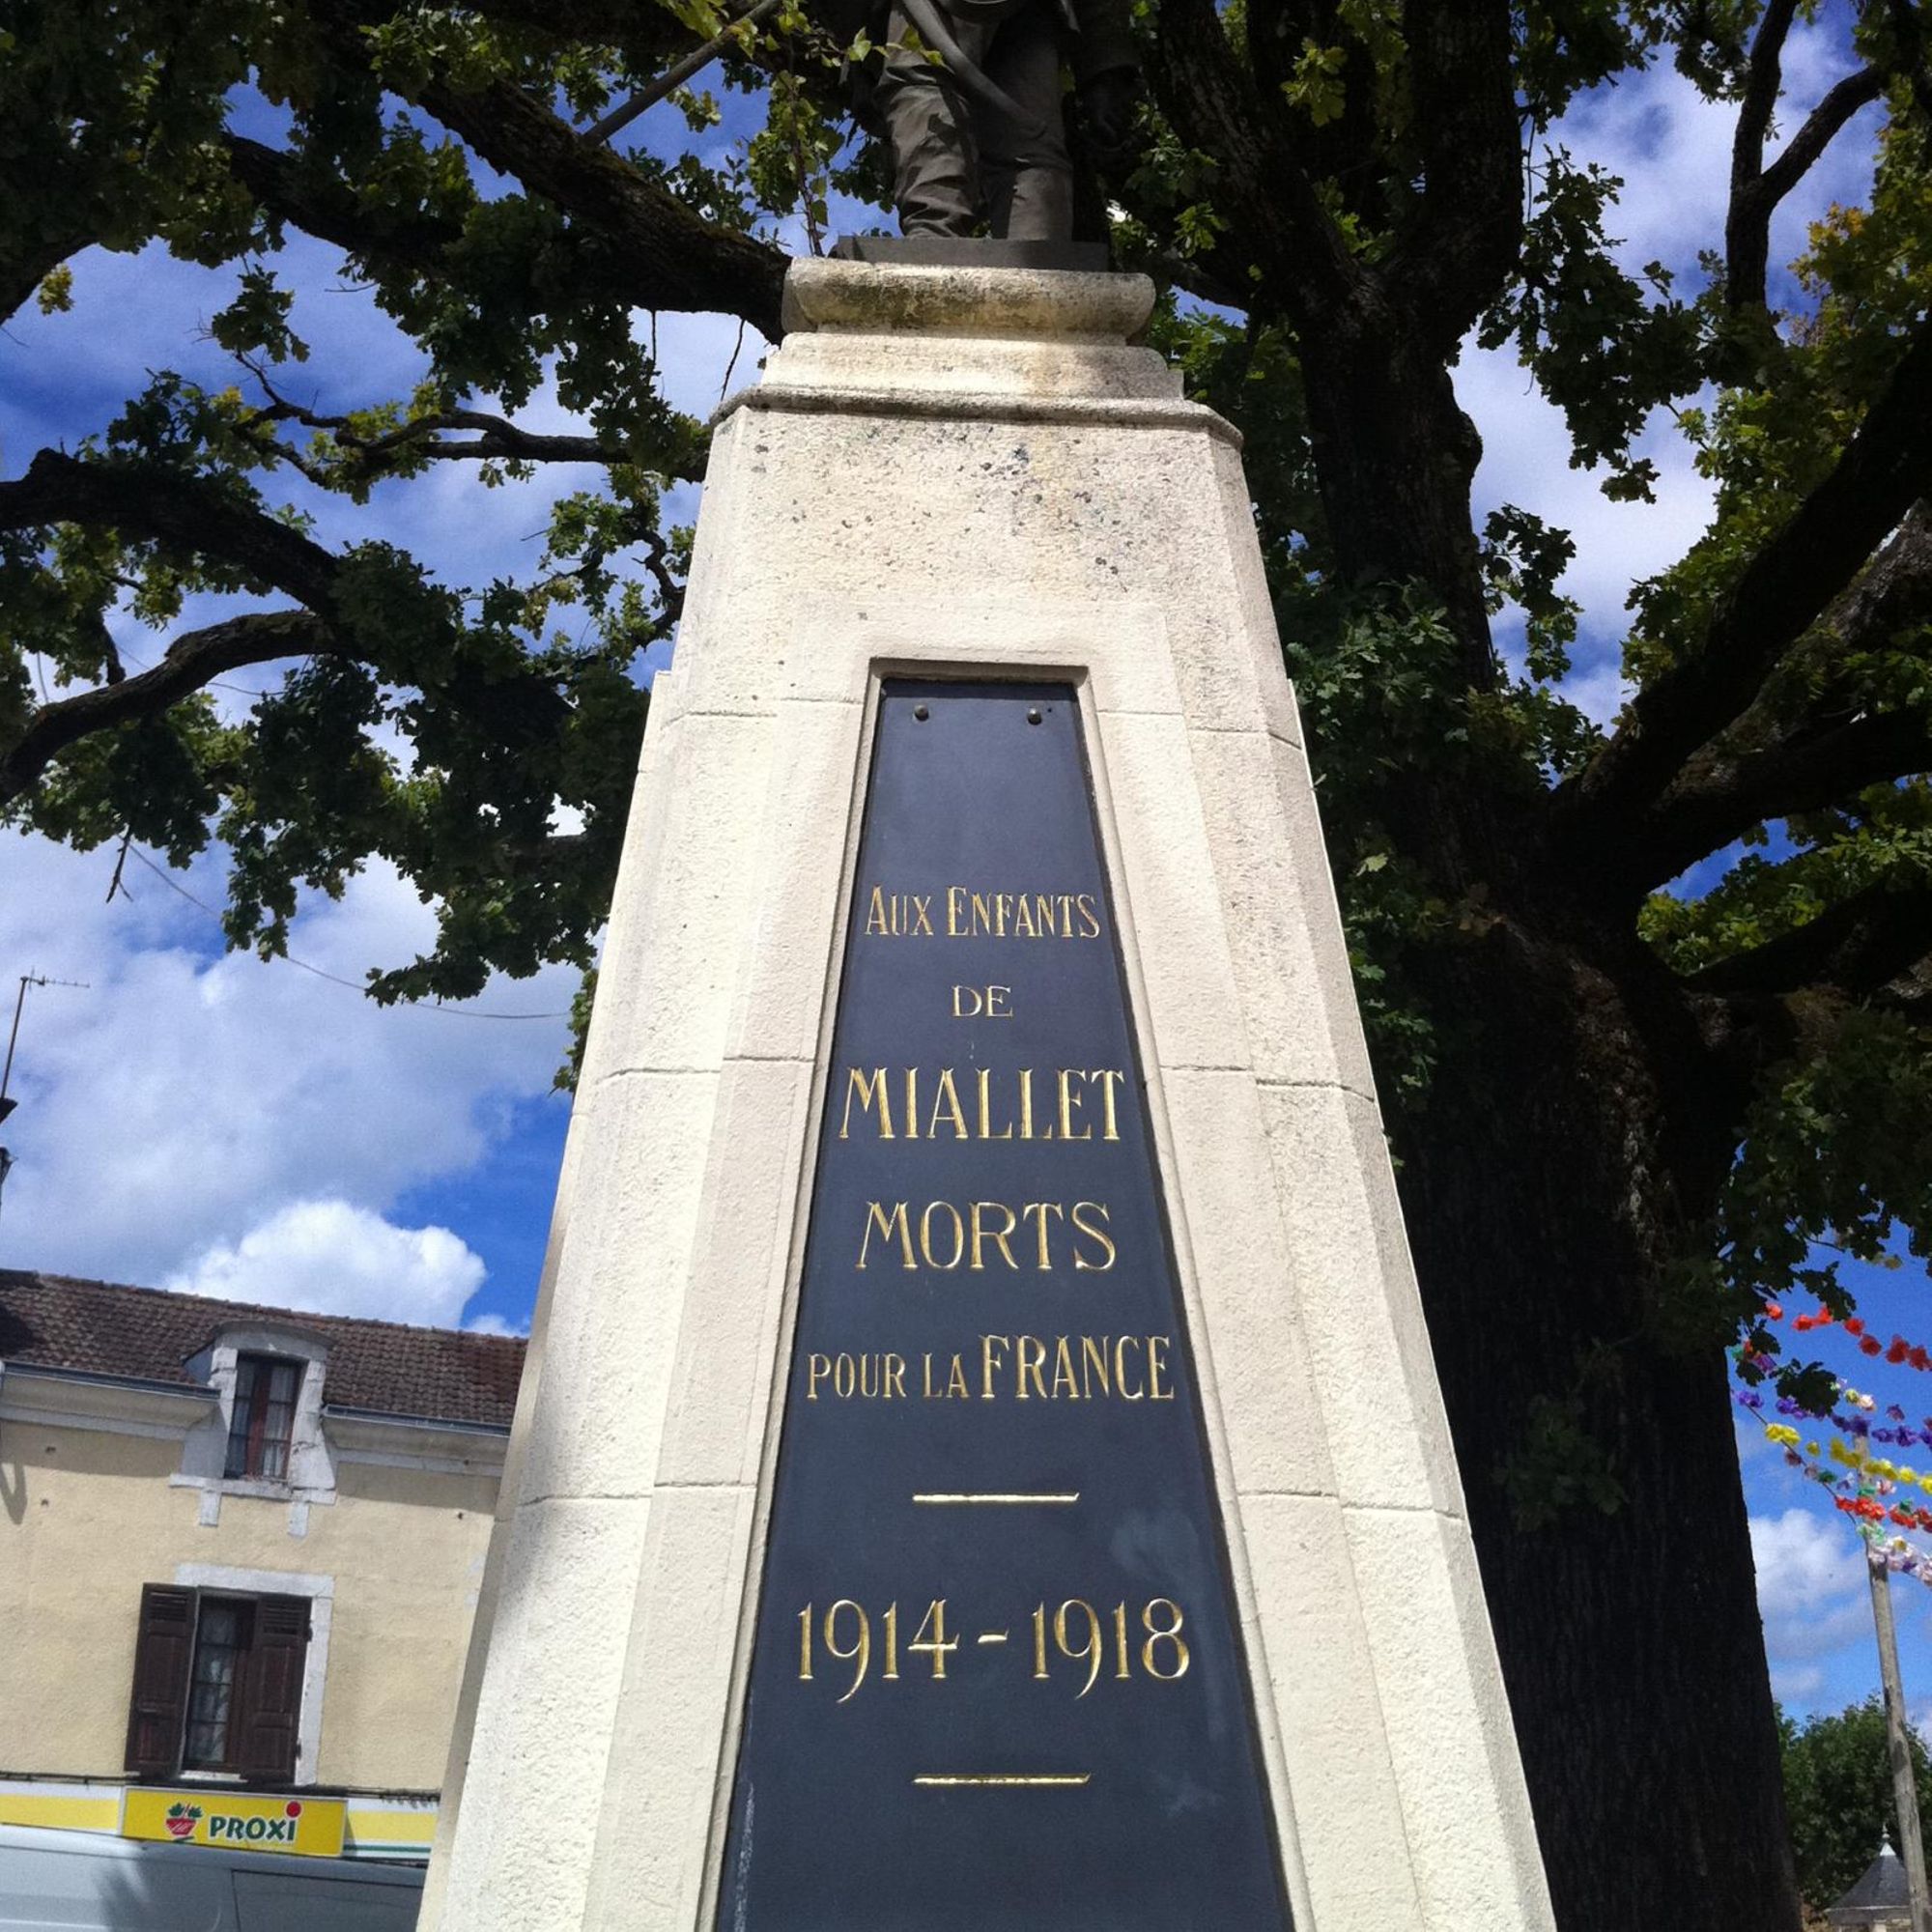 Aux Enfants
de
Miallet
Morts
pour la France
1914-1918
PROXI